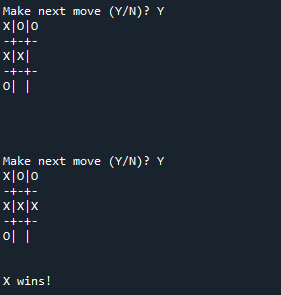 Make next move (Y/N)? Y
X|O|O
-+-+-
X|X|
-+-+-
O| |
Make next move (Y/N)? Y
X|O|O
-+-+-
X|X|X
-+-+-
O| |
X wins!